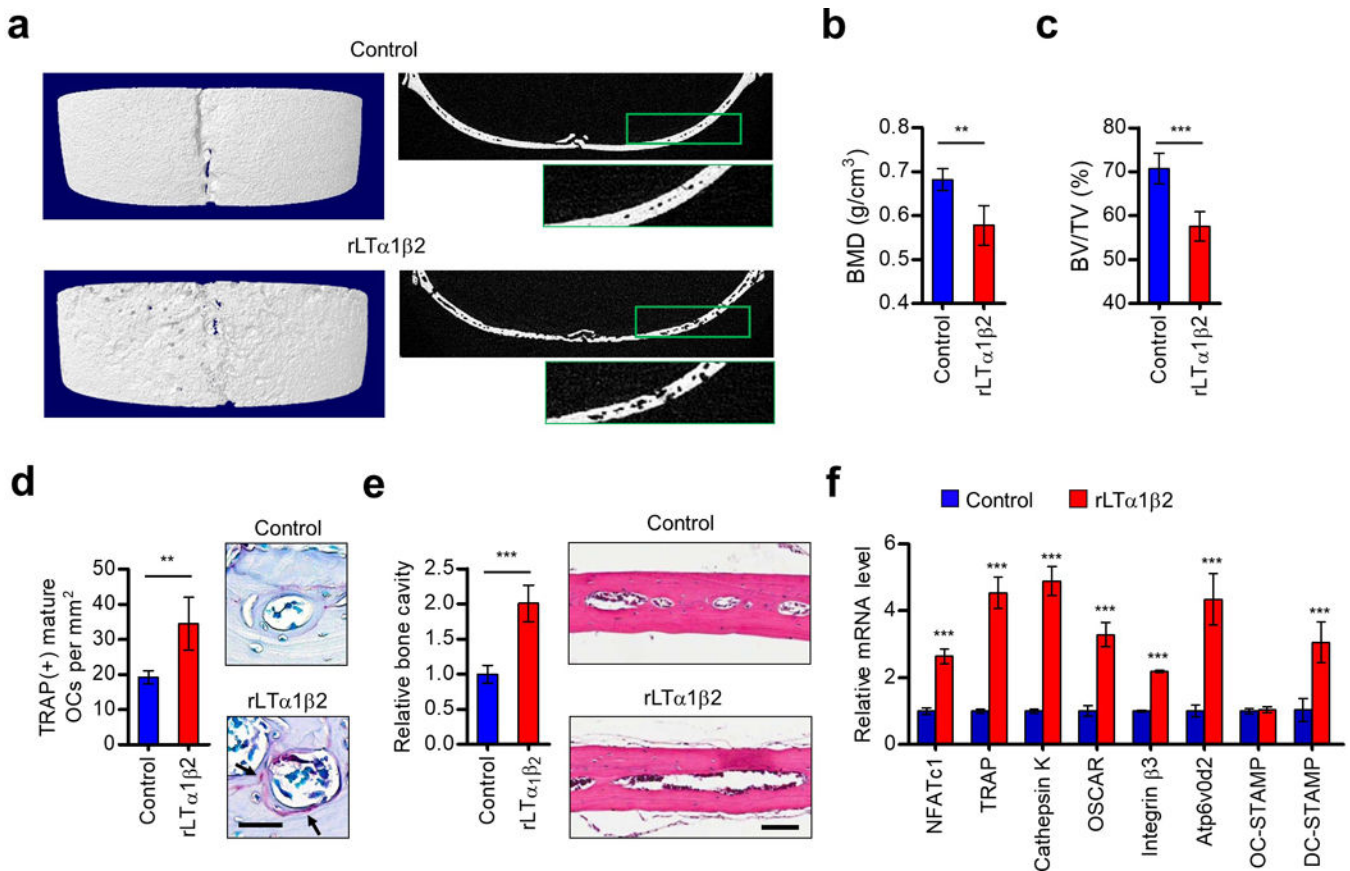 a
Control
rLTα1β2
b
BMD (g/cm³)
0.8
0.7
0.6
0.5
0.4
**
Control
rLTα1β2
c
BV/TV (%)
80
70
60
50
40
***
Control
rLTα1β2
d
TRAP(+) mature
OCs per mm²
50
40
30
20
10
0
**
Control
rLTα1β2
Control
rLTα1β2
e
Relative bone cavity
2.5
2.0
1.5
1.0
0.5
0.0
***
Control
rLTα₁β₂
Control
rLTα1β2
f
Control
rLTα1β2
Relative mRNA level
6
4
2
0
***
***
***
***
***
***
***
NFATc1
TRAP
Cathepsin K
OSCAR
Integrin β3
Atp6v0d2
OC-STAMP
DC-STAMP